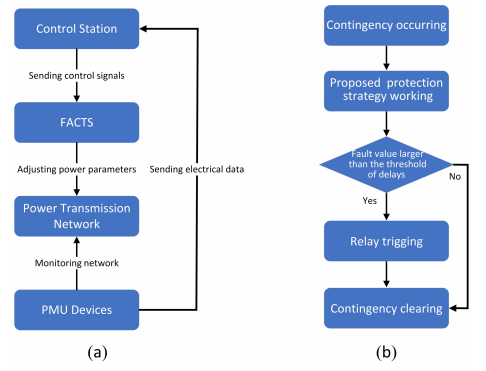 Control Station
Sending control signals
FACTS
Adjusting power parameters
Sending electrical data
Power Transmission
Network
Monitoring network
PMU Devices
(a)
Contingency occurring
Proposed protection
strategy working
Fault value larger
than the threshold
of delays
No
Yes
Relay trigging
Contingency clearing
(b)